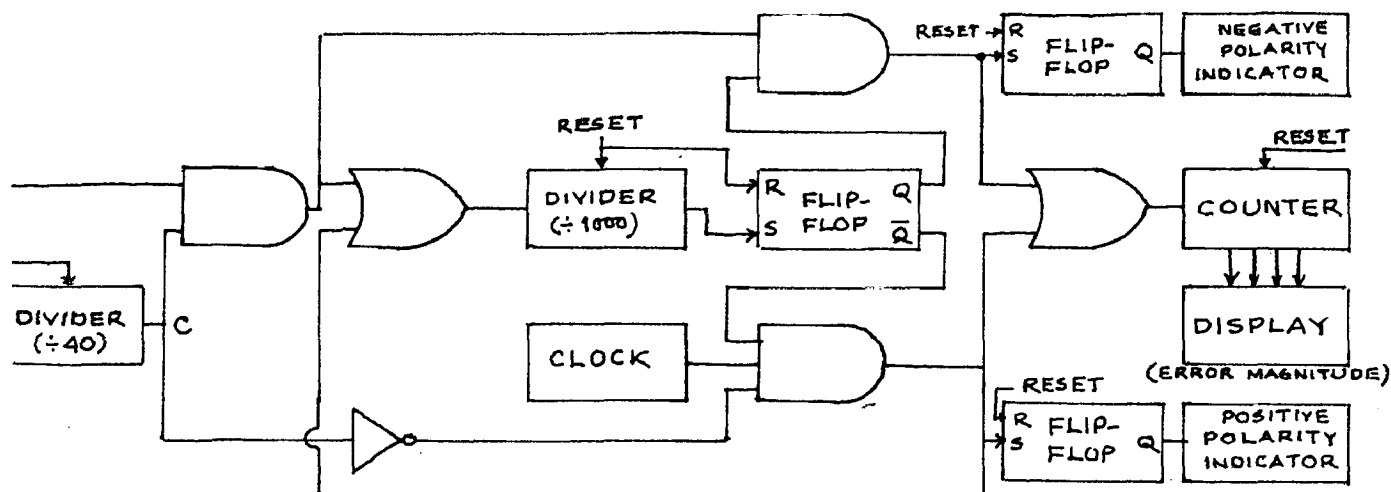 RESET
R
S
FLIP-
FLOP
Q
NEGATIVE
POLARITY
INDICATOR
RESET
DIVIDER
(÷1000)
R
S
FLIP-
FLOP
Q
Q̅
RESET
COUNTER
DIVIDER
(÷40)
C
CLOCK
DISPLAY
(ERROR MAGNITUDE)
RESET
R
S
FLIP-
FLOP
Q
POSITIVE
POLARITY
INDICATOR